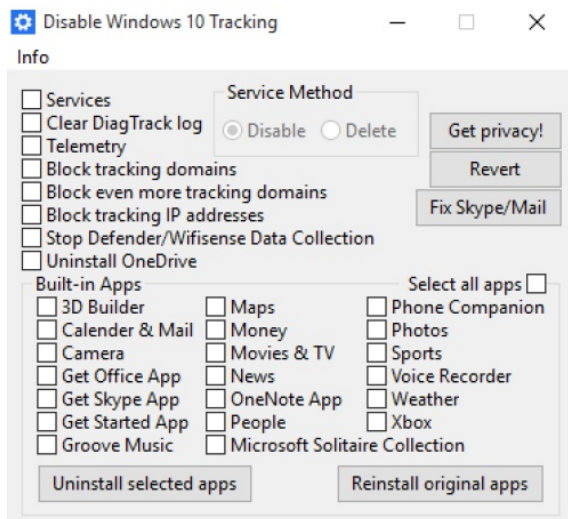 Disable Windows 10 Tracking
Info
Services
Clear DiagTrack log
Telemetry
Block tracking domains
Block even more tracking domains
Block tracking IP addresses
Stop Defender/Wifisense Data Collection
Uninstall OneDrive
Service Method
Disable Delete
Get privacy!
Revert
Fix Skype/Mail
Built-in Apps Select all apps
3D Builder Maps Phone Companion
Calender & Mail Money Photos
Camera Movies & TV Sports
Get Office App News Voice Recorder
Get Skype App OneNote App Weather
Get Started App People Xbox
Groove Music Microsoft Solitaire Collection
Uninstall selected apps Reinstall original apps